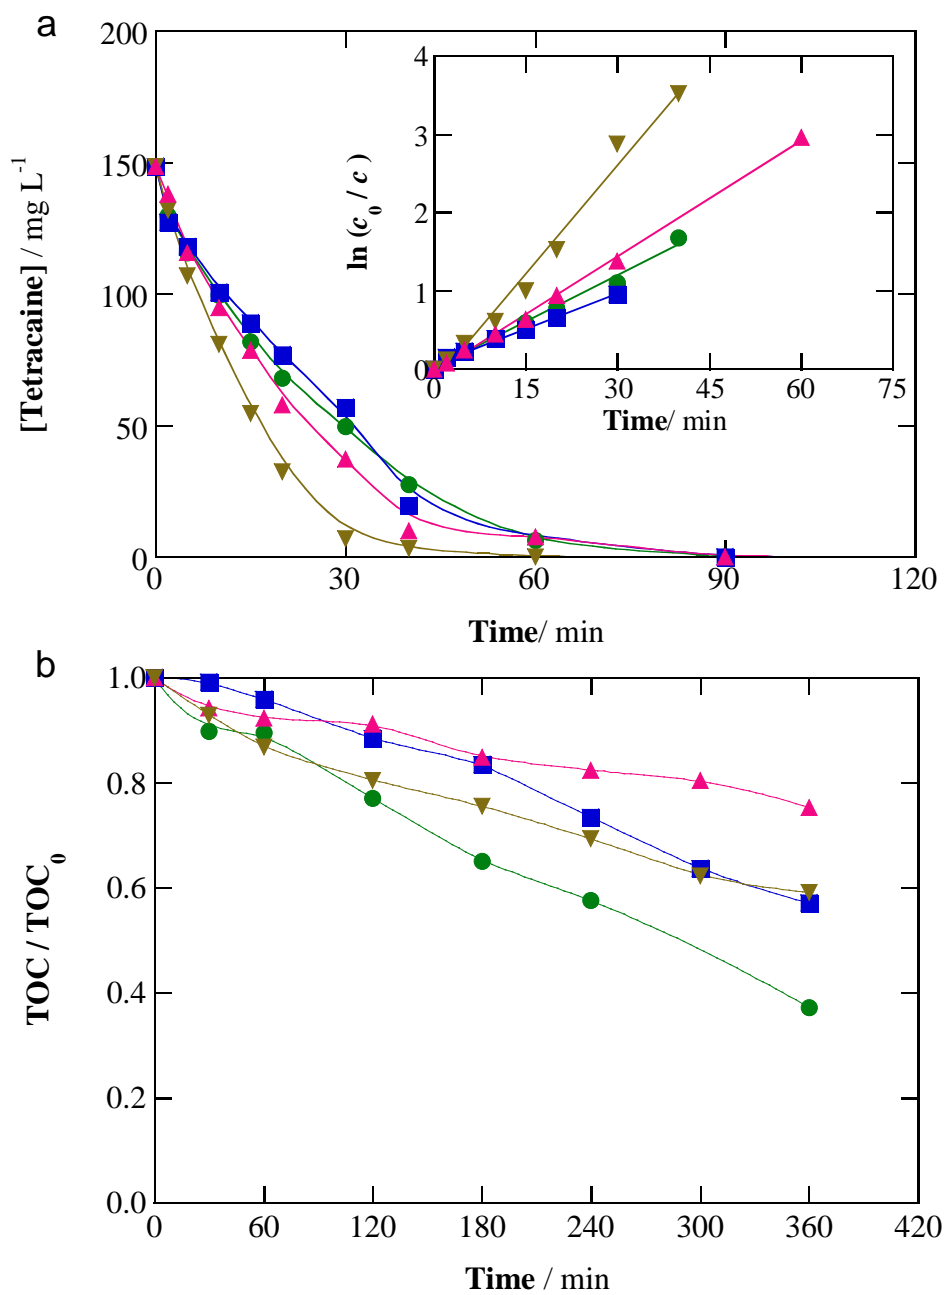 a
200
150
100
50
0
[Tetracaine] / mg L-1
0 30 60 90 120
Time/ min
4
3
2
1
0
ln (c0 / c)
0 15 30 45 60 75
Time/ min
b
1.0
0.8
0.6
0.4
0.2
0.0
TOC / TOC0
0 60 120 180 240 300 360 420
Time / min